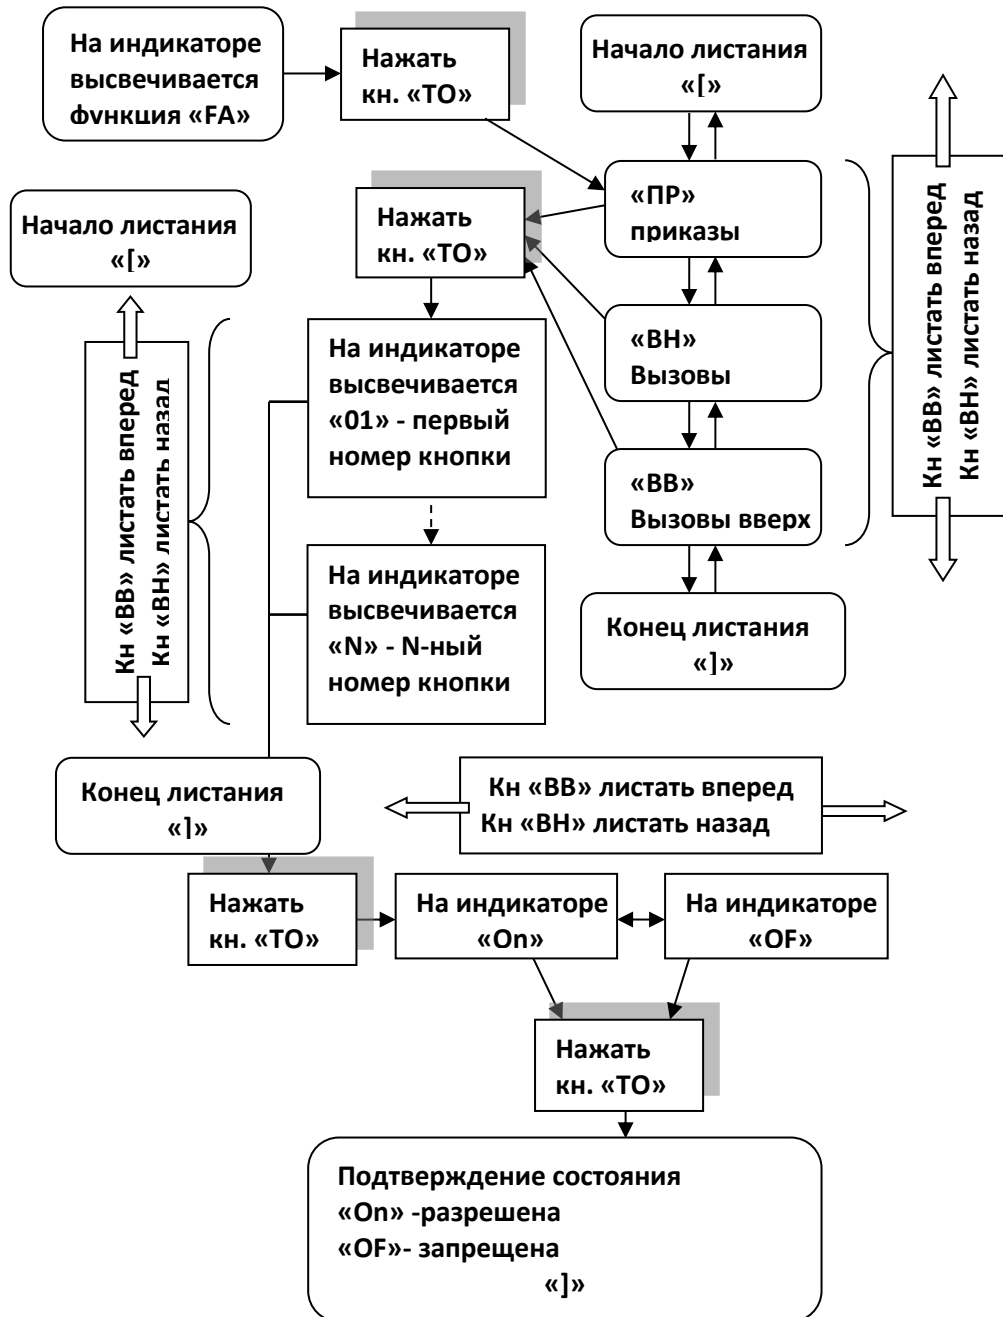 На индикаторе
высвечивается
функция «FA»
Нажать
кн. «ТО»
Начало листания
«[»
«ПР»
приказы
Нажать
кн. «ТО»
Начало листания
«[»
Кн «ВВ» листать вперед
Кн «ВН» листать назад
«ВН»
Вызовы
На индикаторе
высвечивается
«01» - первый
номер кнопки
Кн «ВВ» листать вперед
Кн «ВН» листать назад
«ВВ»
Вызовы вверх
На индикаторе
высвечивается
«N» - N-ный
номер кнопки
Конец листания
«]»
Конец листания
«]»
Кн «ВВ» листать вперед
Кн «ВН» листать назад
Нажать
кн. «ТО»
На индикаторе
«On»
На индикаторе
«OF»
Нажать
кн. «ТО»
Подтверждение состояния
«On» -разрешена
«OF»- запрещена
«]»